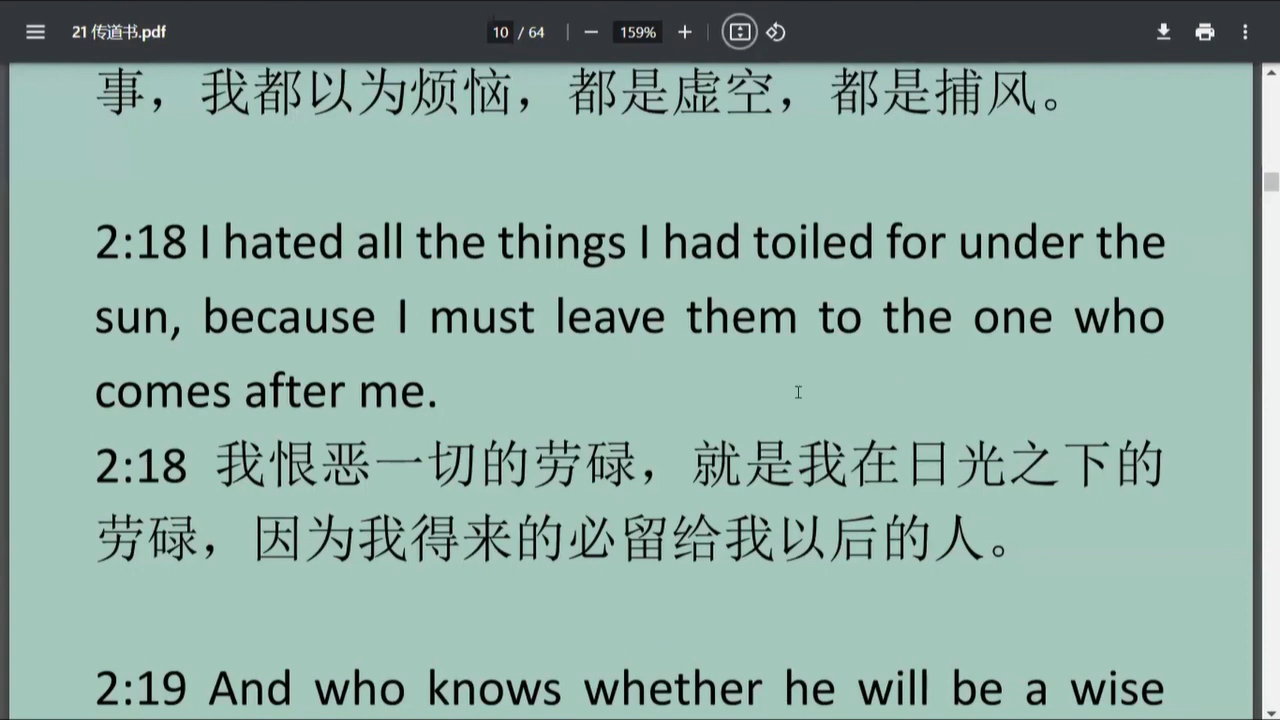 21 传道书.pdf
10 / 64
159%
事，我都以为烦恼，都是虚空，都是捕风。
2:18 I hated all the things I had toiled for under the
sun, because I must leave them to the one who
comes after me.
2:18 我恨恶一切的劳碌，就是我在日光之下的
劳碌，因为我得来的必留给我以后的人。
2:19 And who knows whether he will be a wise